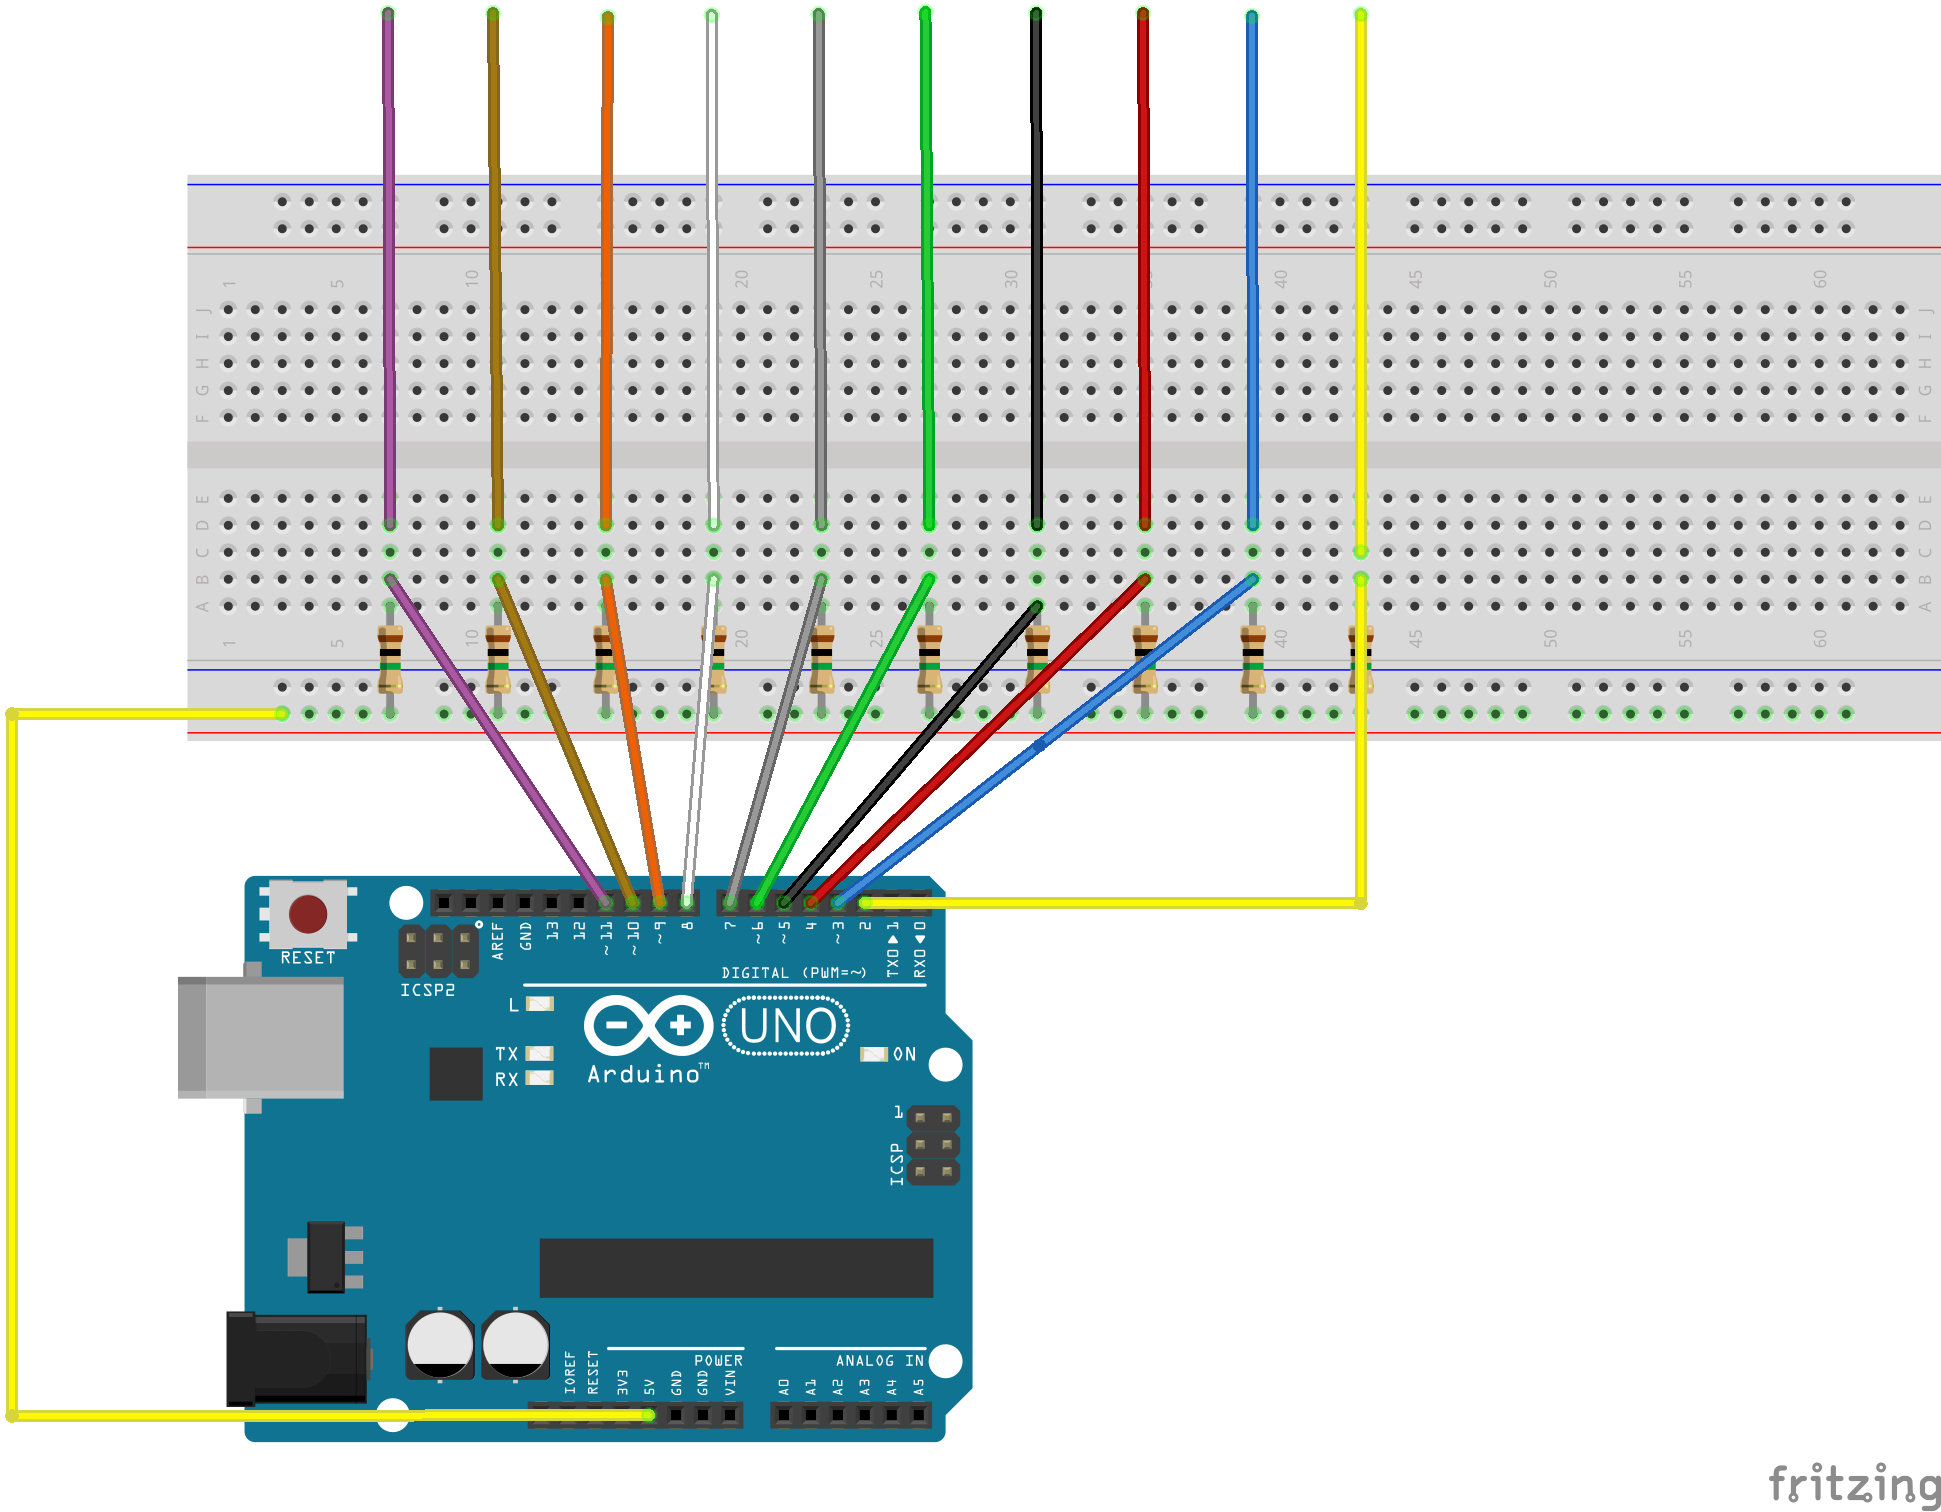 1 5 10 20 25 30 40 45 50 55 60
J J
I I
H H
G G
F F
E E
D D
C C
B B
A A
1 5 10 20 25 40 45 50 55 60
AREF GND 13 12 ~11 ~10 ~9 8 7 ~6 ~5 4 ~3 2 TX0▶1 RX0◀0
RESET
DIGITAL (PWM=~)
ICSP2
L
UNO
TX
ON
RX
Arduino™
1
ICSP
IOREF RESET 3V3 5V GND GND VIN A0 A1 A2 A3 A4 A5
POWER
ANALOG IN
fritzing